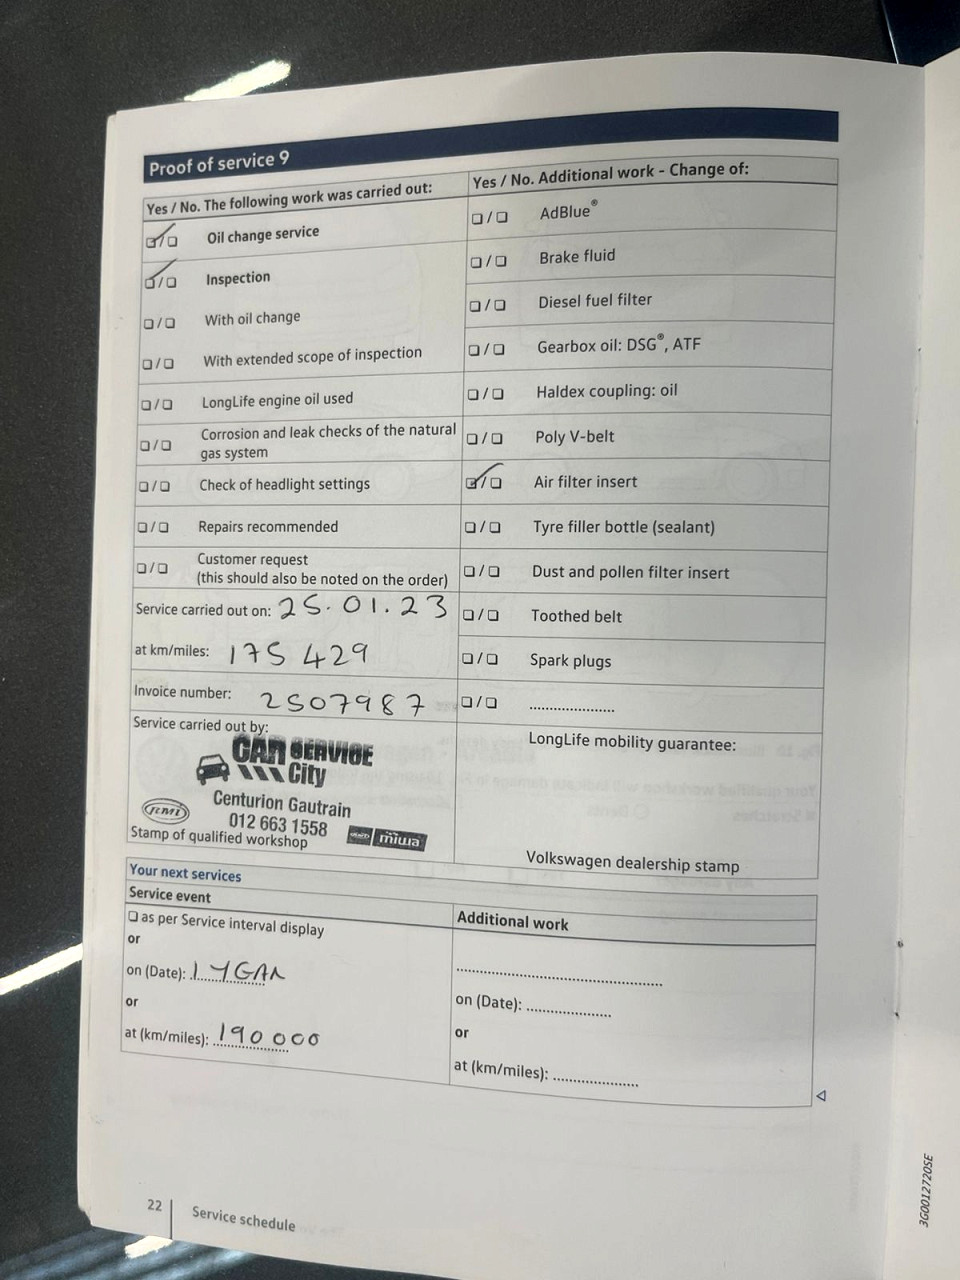 Proof of service 9
Yes / No. The following work was carried out:
☑/☐ Oil change service
☑/☐ Inspection
☐/☐ With oil change
☐/☐ With extended scope of inspection
☐/☐ LongLife engine oil used
☐/☐ Corrosion and leak checks of the natural
gas system
☐/☐ Check of headlight settings
☐/☐ Repairs recommended
☐/☐ Customer request
(this should also be noted on the order)
Service carried out on: 25.01.23
at km/miles: 175 429
Invoice number: 2507987
Service carried out by:
CAR SERVICE
City
Centurion Gautrain
RMI
012 663 1558
miwa
Stamp of qualified workshop
Yes / No. Additional work - Change of:
☐/☐ AdBlue®
☐/☐ Brake fluid
☐/☐ Diesel fuel filter
☐/☐ Gearbox oil: DSG®, ATF
☐/☐ Haldex coupling: oil
☐/☐ Poly V-belt
☑/☐ Air filter insert
☐/☐ Tyre filler bottle (sealant)
☐/☐ Dust and pollen filter insert
☐/☐ Toothed belt
☐/☐ Spark plugs
☐/☐ .....................
LongLife mobility guarantee:
Volkswagen dealership stamp
Your next services
Service event
☐ as per Service interval display
or
on (Date): 1 YEAR
or
at (km/miles): 190 000
Additional work
..................................................
on (Date): .....................
or
at (km/miles): .....................
22
Service schedule
3G0012720SE